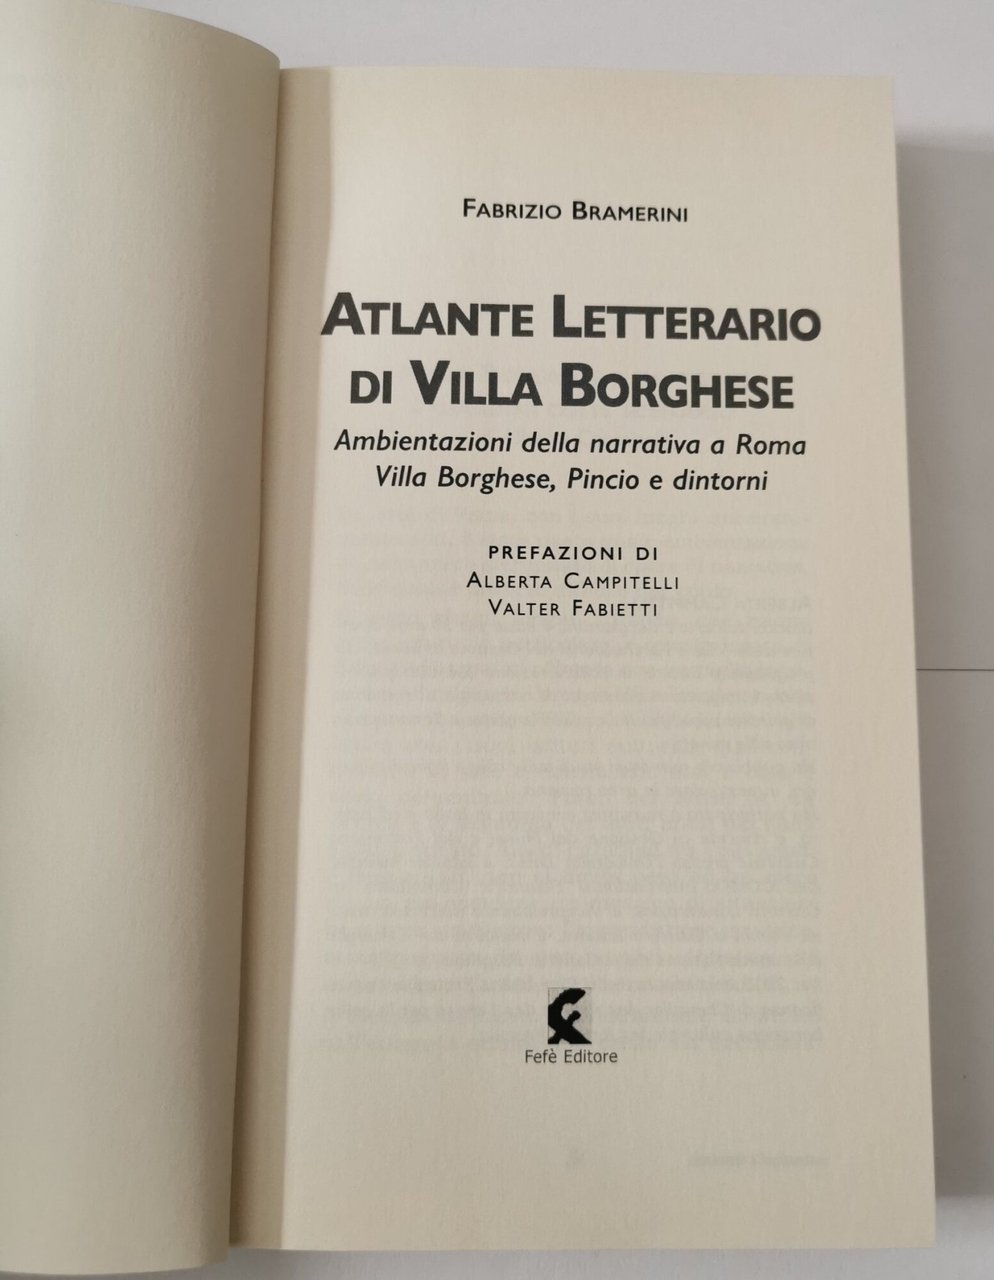 FABRIZIO BRAMERINI
ATLANTE LETTERARIO
DI VILLA BORGHESE
Ambientazioni della narrativa a Roma
Villa Borghese, Pincio e dintorni
PREFAZIONI DI
ALBERTA CAMPITELLI
VALTER FABIETTI
Fefè Editore